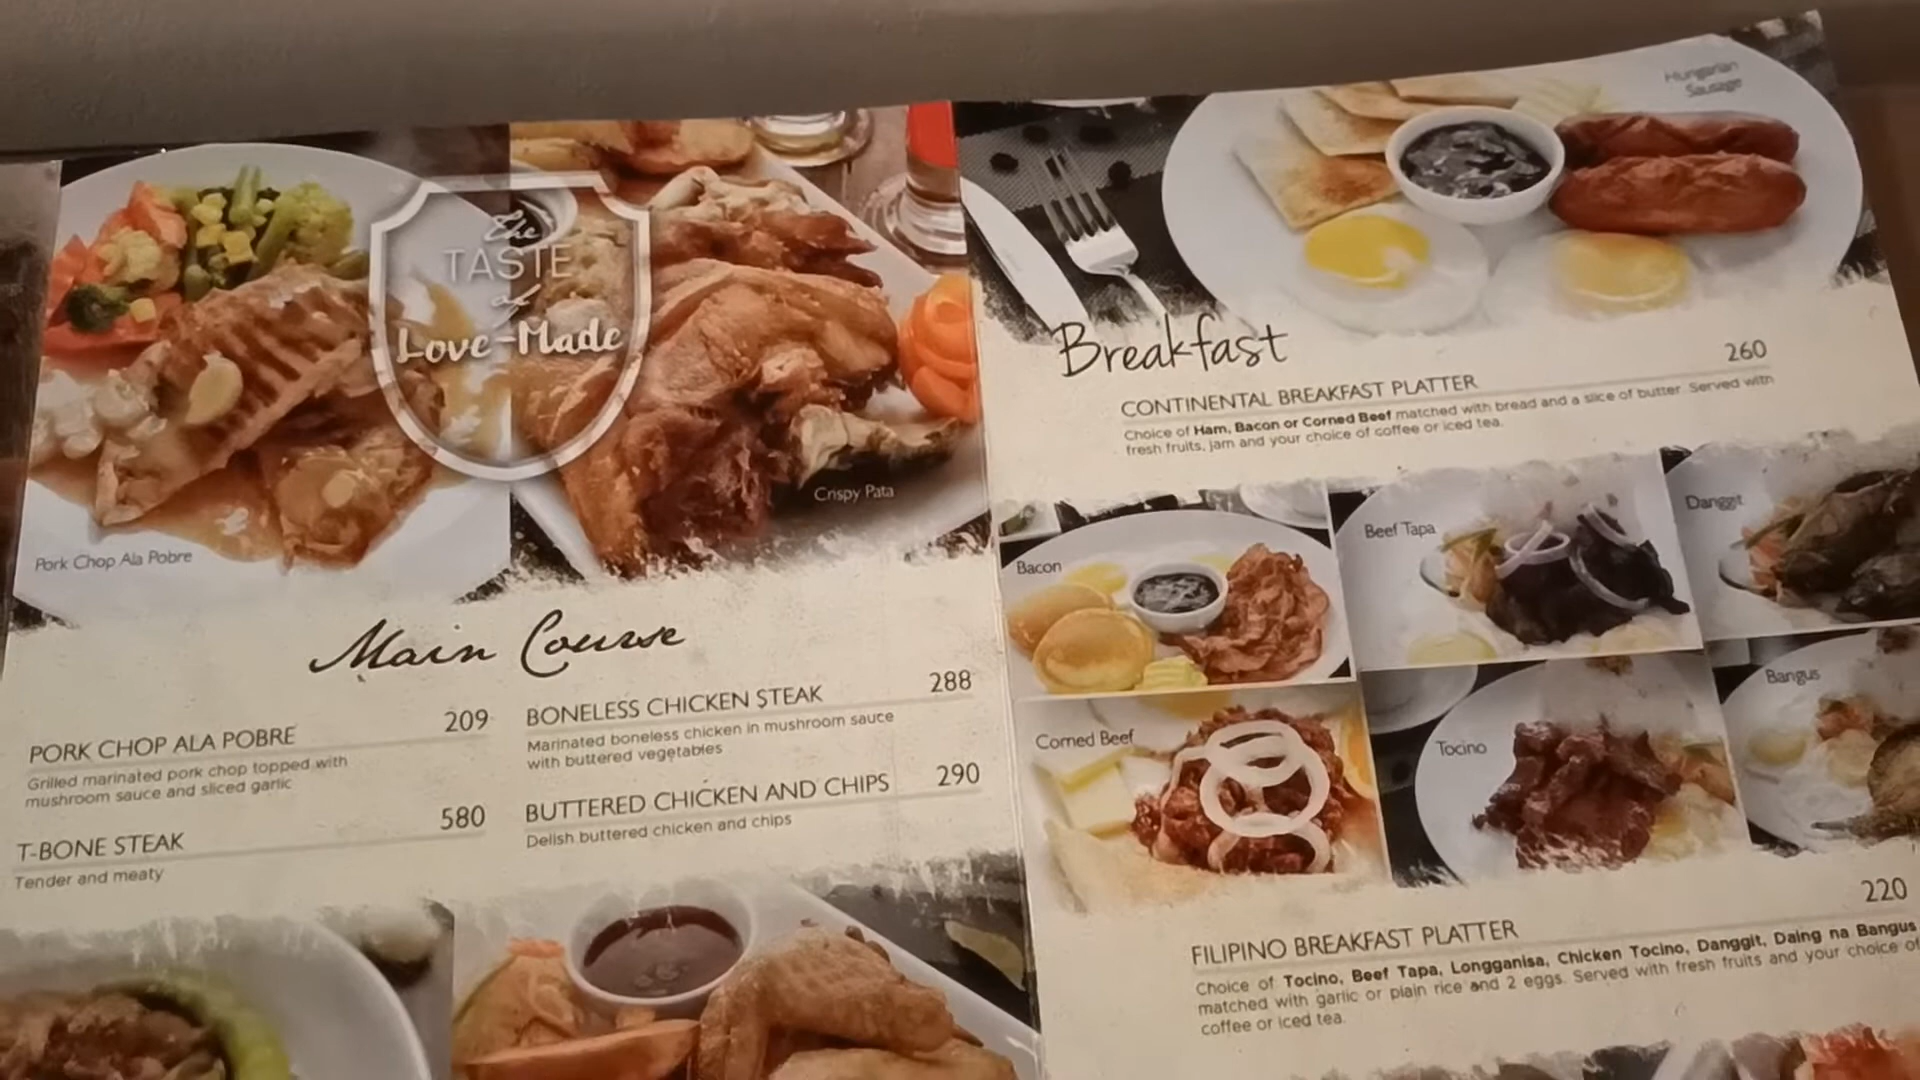 The
TASTE
of
Love-Made
Crispy Pata
Pork Chop Ala Pobre
Main Course
PORK CHOP ALA POBRE 209
Grilled marinated pork chop topped with
mushroom sauce and sliced garlic
T-BONE STEAK 580
Tender and meaty
BONELESS CHICKEN STEAK 288
Marinated boneless chicken in mushroom sauce
with buttered vegetables
BUTTERED CHICKEN AND CHIPS 290
Delish buttered chicken and chips
Hungarian
Sausage
Breakfast
CONTINENTAL BREAKFAST PLATTER 260
Choice of Ham, Bacon or Corned Beef matched with bread and a slice of butter. Served with
fresh fruits, jam and your choice of coffee or iced tea.
Bacon
Beef Tapa
Danggit
Corned Beef
Tocino
Bangus
FILIPINO BREAKFAST PLATTER 220
Choice of Tocino, Beef Tapa, Longganisa, Chicken Tocino, Danggit, Daing na Bangus
matched with garlic or plain rice and 2 eggs. Served with fresh fruits and your choice of
coffee or iced tea.